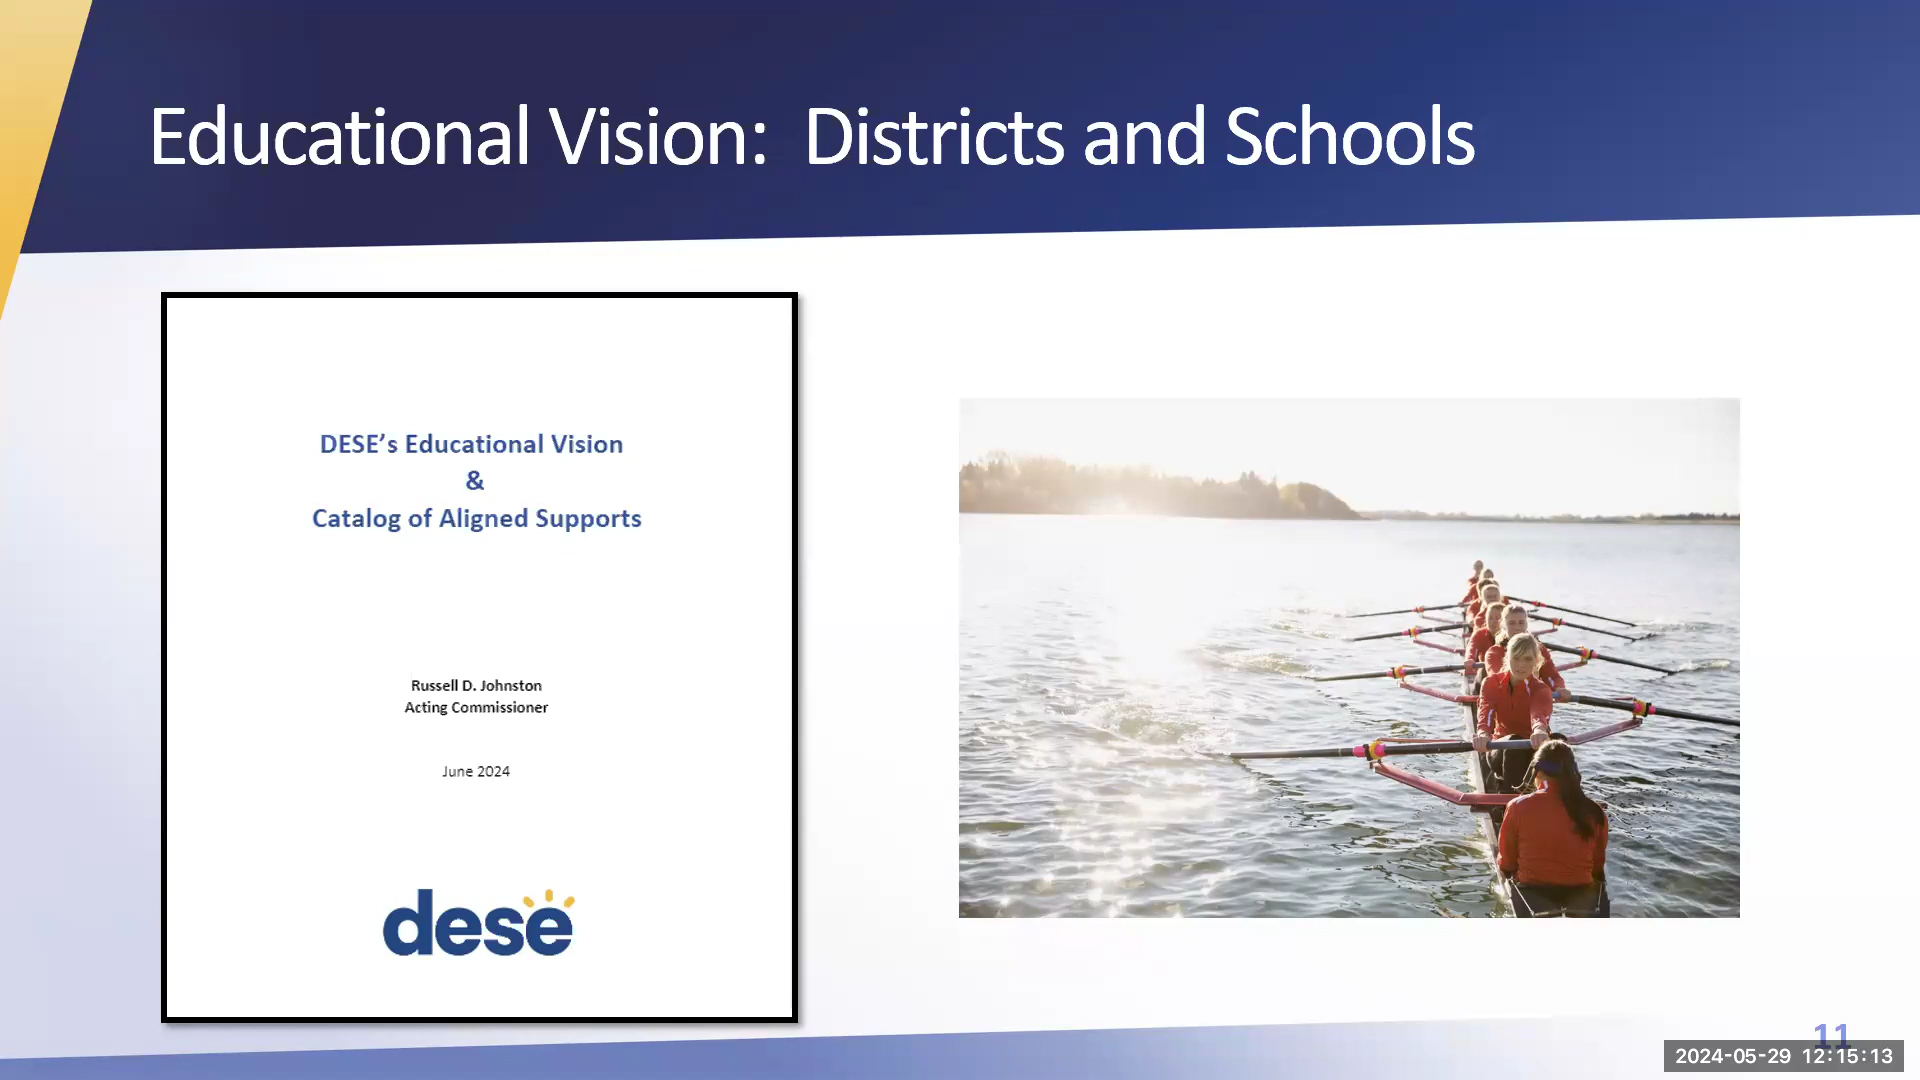 Educational Vision: Districts and Schools
DESE’s Educational Vision
&
Catalog of Aligned Supports
Russell D. Johnston
Acting Commissioner
June 2024
dese
11
2024-05-29 12:15:13